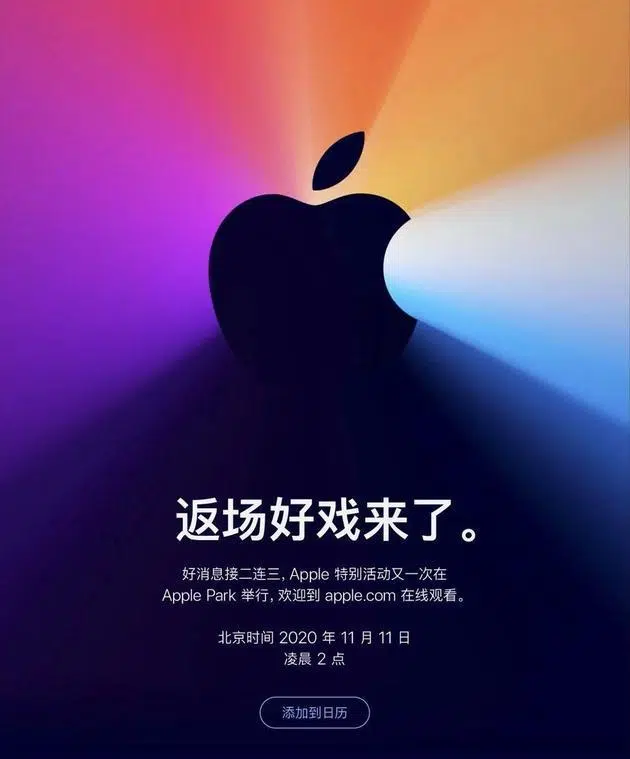 返场好戏来了。
好消息接二连三, Apple 特别活动又一次在
Apple Park 举行, 欢迎到 apple.com 在线观看。
北京时间 2020 年 11 月 11 日
凌晨 2 点
添加到日历